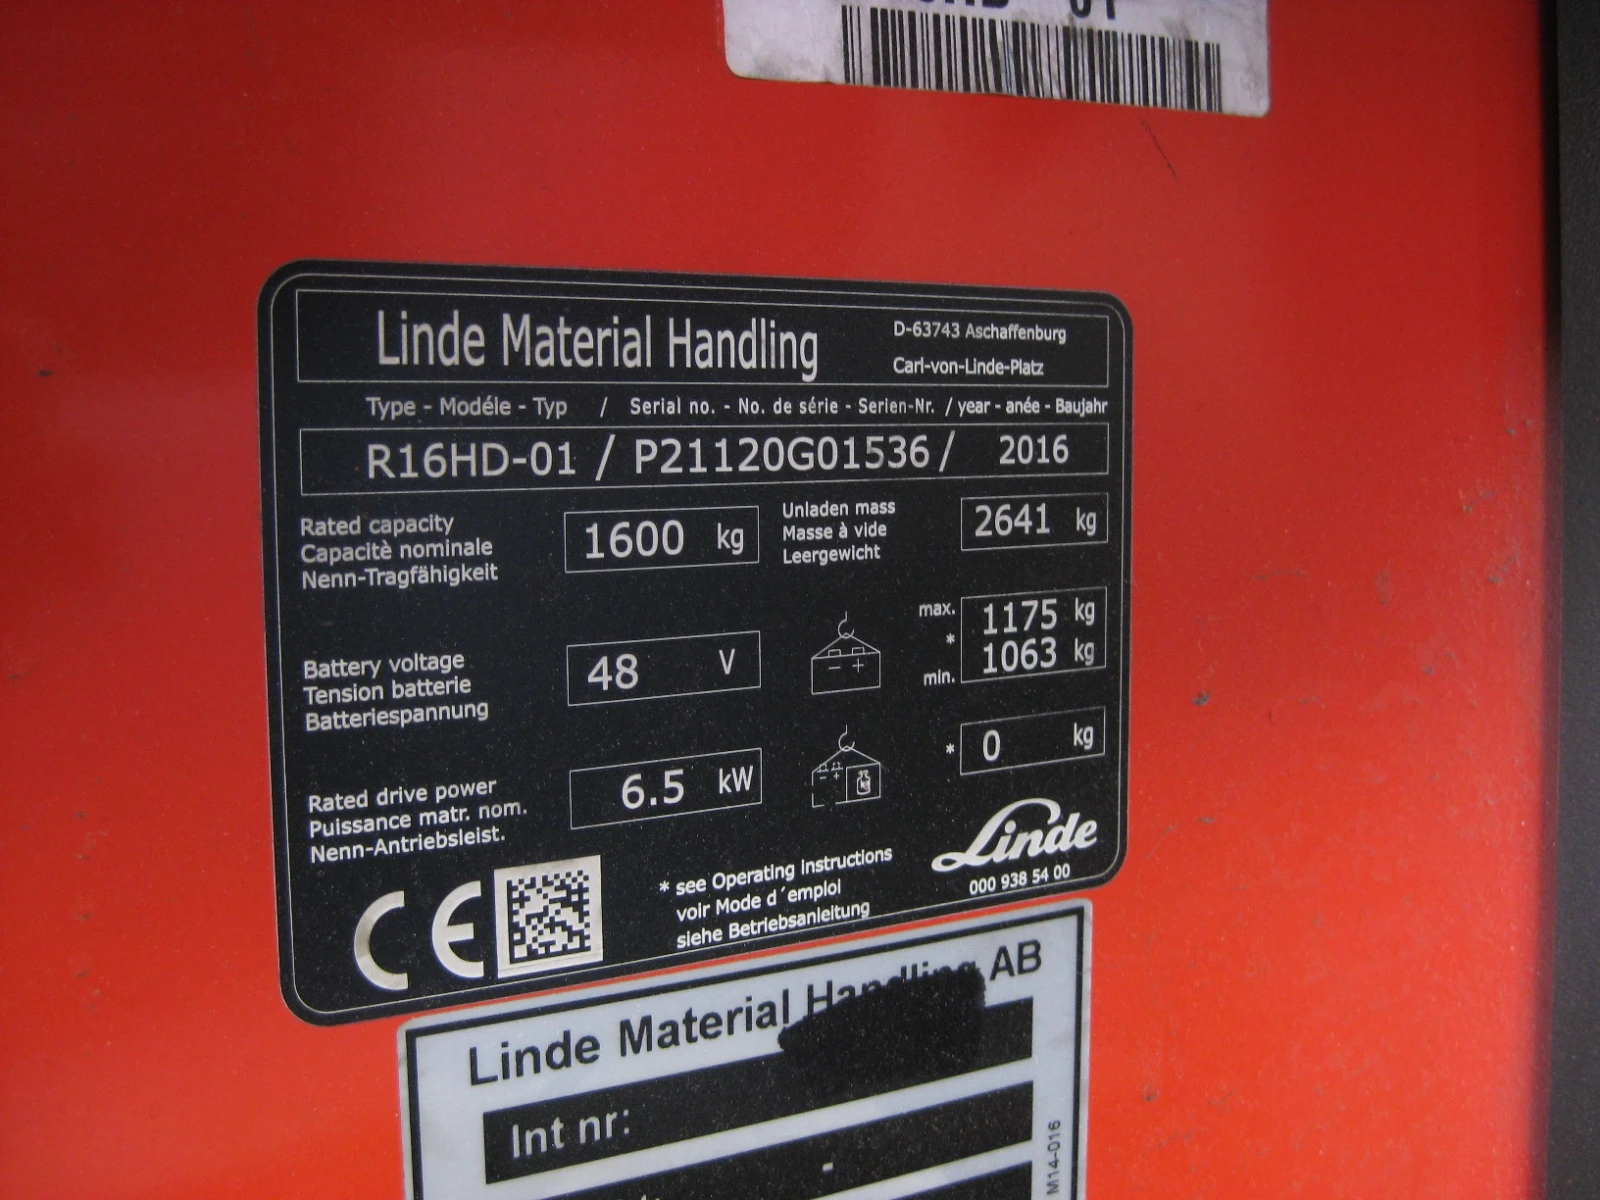 Linde Material Handling
D-63743 Aschaffenburg
Carl-von-Linde-Platz
Type - Modéle - Typ / Serial no. - No. de série - Serien-Nr. / year - anée - Baujahr
R16HD-01 / P21120G01536 / 2016
Rated capacity
Capacitè nominale
Nenn-Tragfähigkeit
1600 kg
Unladen mass
Masse à vide
Leergewicht
2641 kg
Battery voltage
Tension batterie
Batteriespannung
48 V
- +
max. 1175 kg
*
min. 1063 kg
Rated drive power
Puissance matr. nom.
Nenn-Antriebsleist.
6.5 kW
- + kg
* 0 kg
CE
* see Operating Instructions
voir Mode d´emploi
siehe Betriebsanleitung
Linde
000 938 54 00
Linde Material Handling AB
Int nr:
-
M14-016